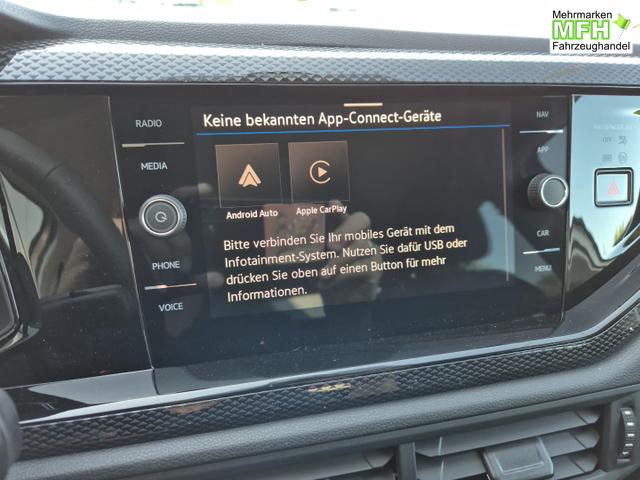 Mehrmarken
MFH
Fahrzeughandel
RADIO
MEDIA
PHONE
VOICE
Keine bekannten App-Connect-Geräte
Android Auto
Apple CarPlay
Bitte verbinden Sie Ihr mobiles Gerät mit dem
Infotainment-System. Nutzen Sie dafür USB oder
drücken Sie oben auf einen Button für mehr
Informationen.
NAV
APP
CAR
MENU
OFF